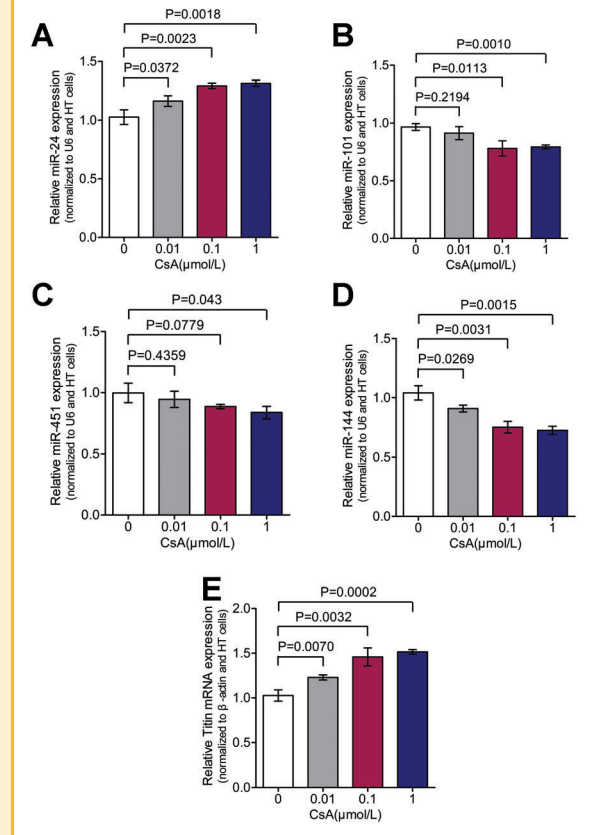 A
P=0.0018
P=0.0023
P=0.0372
Relative miR-24 expression
(normalized to U6 and HT cells)
1.5
1.0
0.5
0.0
0 0.01 0.1 1
CsA(μmol/L)
B
P=0.0010
P=0.0113
P=0.2194
Relative miR-101 expression
(normalized to U6 and HT cells)
1.5
1.0
0.5
0.0
0 0.01 0.1 1
CsA(μmol/L)
C
P=0.043
P=0.0779
P=0.4359
Relative miR-451 expression
(normalized to U6 and HT cells)
1.5
1.0
0.5
0.0
0 0.01 0.1 1
CsA(μmol/L)
D
P=0.0015
P=0.0031
P=0.0269
Relative miR-144 expression
(normalized to U6 and HT cells)
1.5
1.0
0.5
0.0
0 0.01 0.1 1
CsA(μmol/L)
E
P=0.0002
P=0.0032
P=0.0070
Relative Titin mRNA expression
(normalized to β -actin and HT cells)
2.0
1.5
1.0
0.5
0.0
0 0.01 0.1 1
CsA(μmol/L)